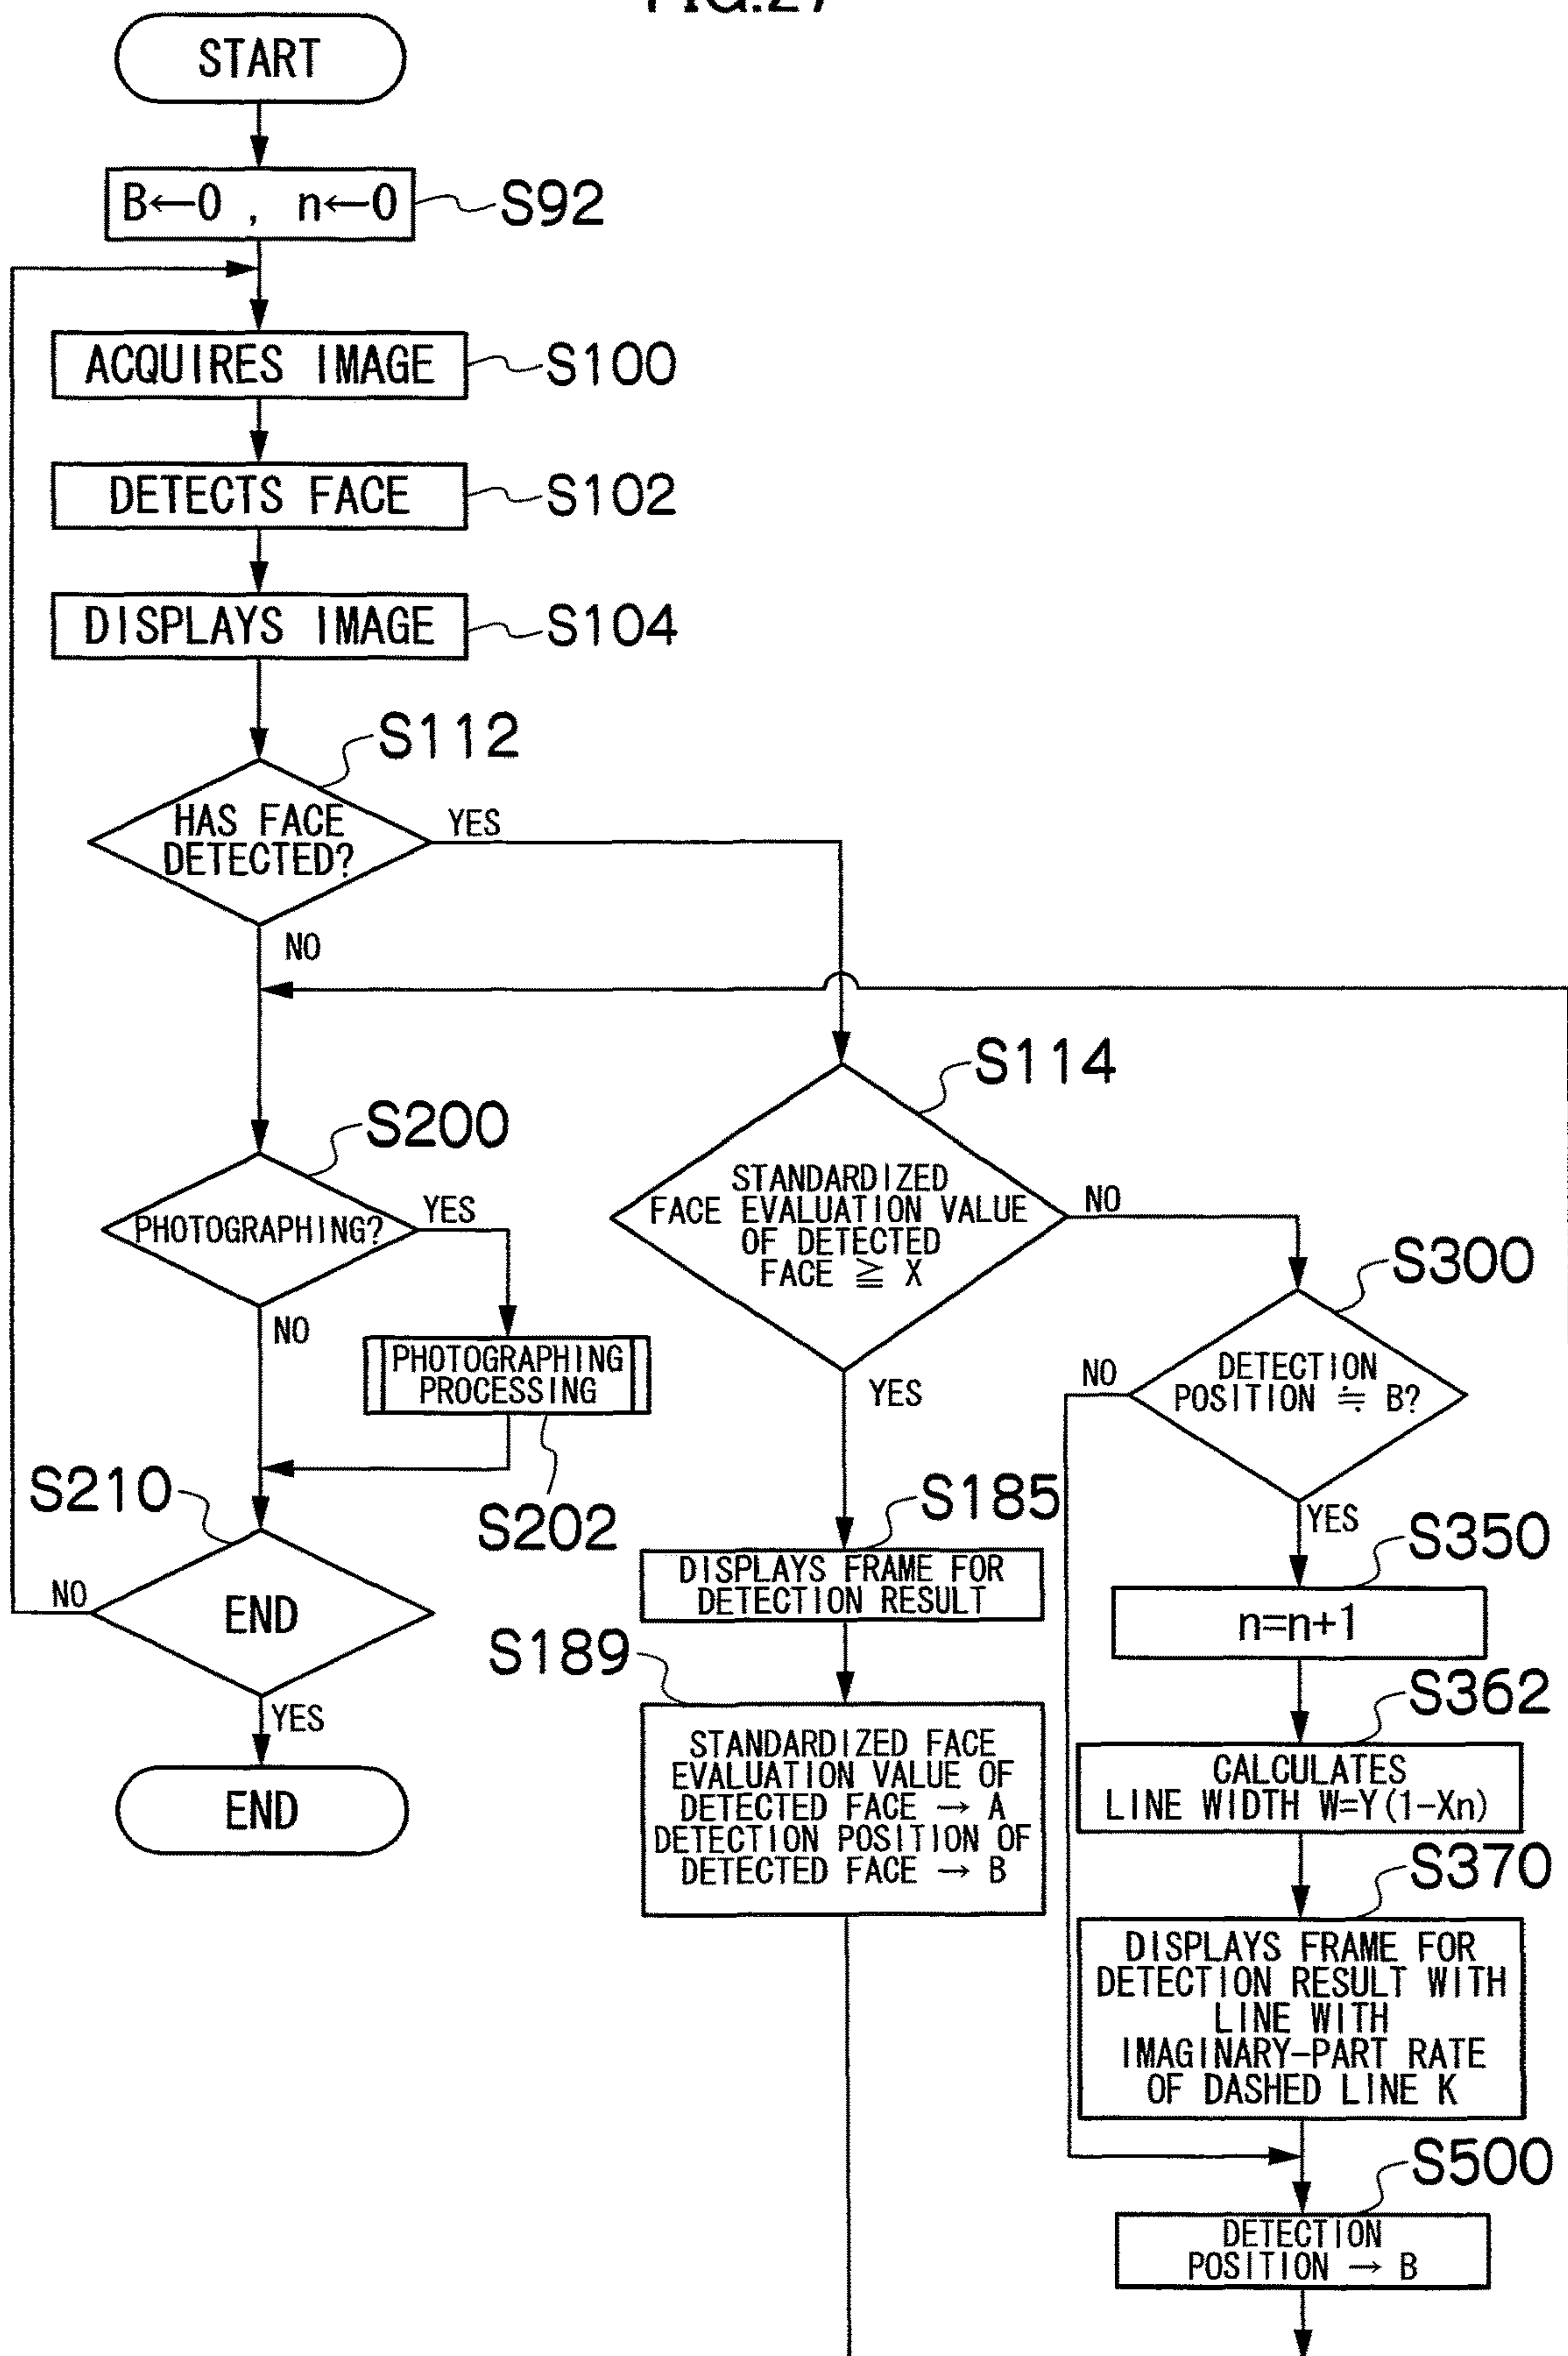 FIG.27
START
B←0 , n←0
S92
ACQUIRES IMAGE
S100
DETECTS FACE
S102
DISPLAYS IMAGE
S104
S112
HAS FACE
DETECTED?
YES
NO
S114
STANDARDIZED
FACE EVALUATION VALUE
OF DETECTED
FACE ≧ X
NO
YES
S200
PHOTOGRAPHING?
YES
NO
PHOTOGRAPHING
PROCESSING
S202
S210
END
NO
YES
END
S300
DETECTION
POSITION ≒ B?
NO
YES
S185
DISPLAYS FRAME FOR
DETECTION RESULT
S189
STANDARDIZED FACE
EVALUATION VALUE OF
DETECTED FACE → A
DETECTION POSITION OF
DETECTED FACE → B
S350
n=n+1
S362
CALCULATES
LINE WIDTH W=Y(1-Xn)
S370
DISPLAYS FRAME FOR
DETECTION RESULT WITH
LINE WITH
IMAGINARY-PART RATE
OF DASHED LINE K
S500
DETECTION
POSITION → B